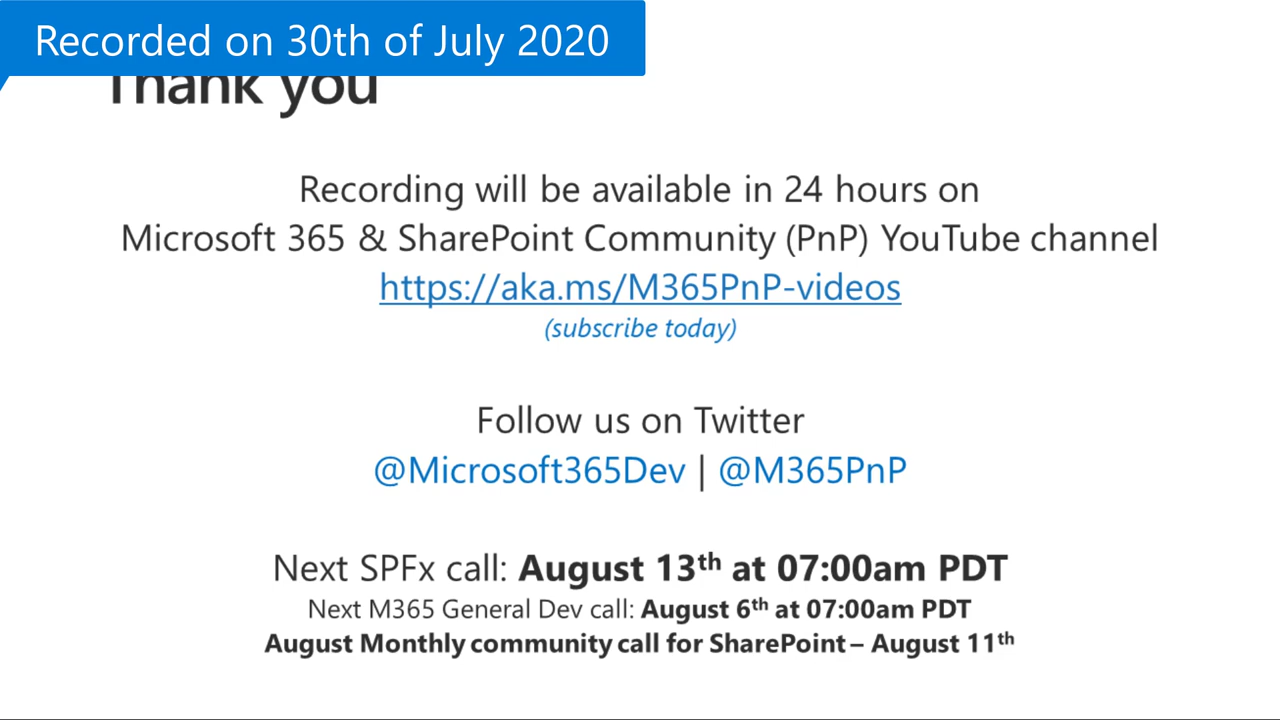 Recorded on 30th of July 2020
Thank you
Recording will be available in 24 hours on
Microsoft 365 & SharePoint Community (PnP) YouTube channel
https://aka.ms/M365PnP-videos
(subscribe today)
Follow us on Twitter
@Microsoft365Dev | @M365PnP
Next SPFx call: August 13th at 07:00am PDT
Next M365 General Dev call: August 6th at 07:00am PDT
August Monthly community call for SharePoint – August 11th